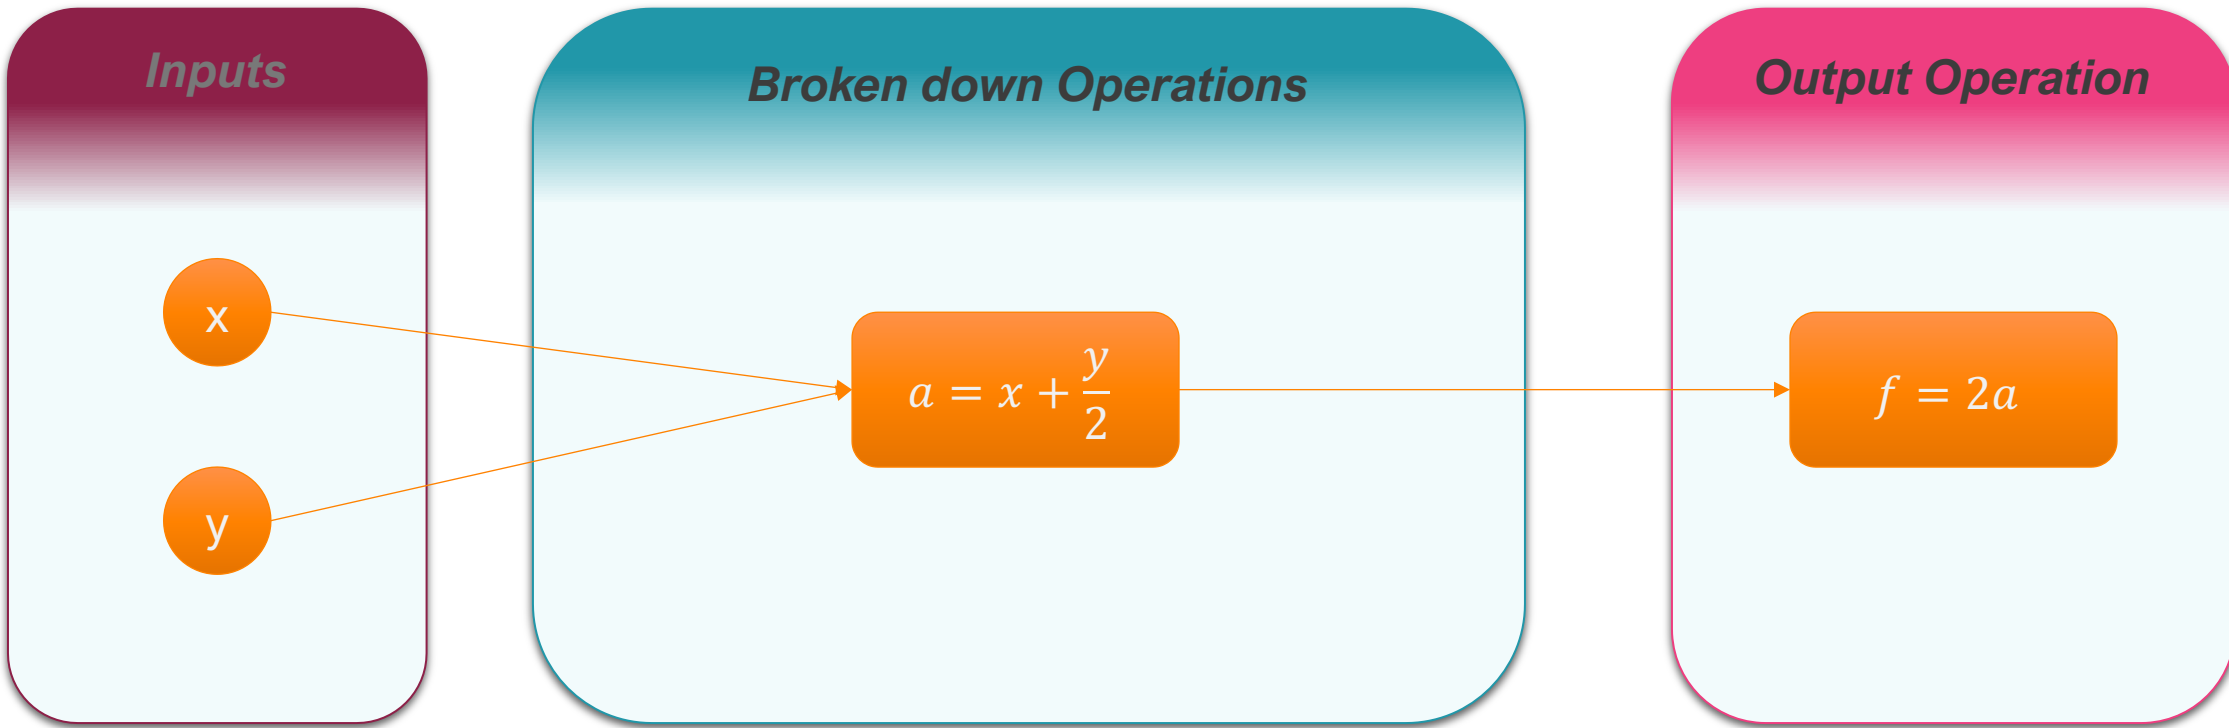 Inputs
Broken down Operations
Output Operation
x
y
a = x + y/2
f = 2a